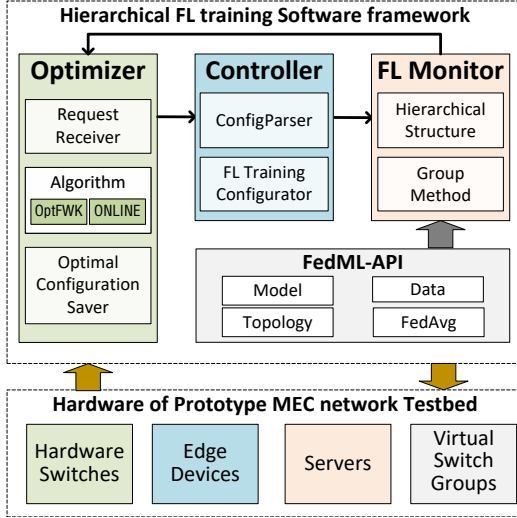 Hierarchical FL training Software framework
Optimizer
Request
Receiver
Algorithm
OptFWK
ONLINE
Optimal
Configuration
Saver
Controller
ConfigParser
FL Training
Configurator
FL Monitor
Hierarchical
Structure
Group
Method
FedML-API
Model
Data
Topology
FedAvg
Hardware of Prototype MEC network Testbed
Hardware
Switches
Edge
Devices
Servers
Virtual
Switch
Groups